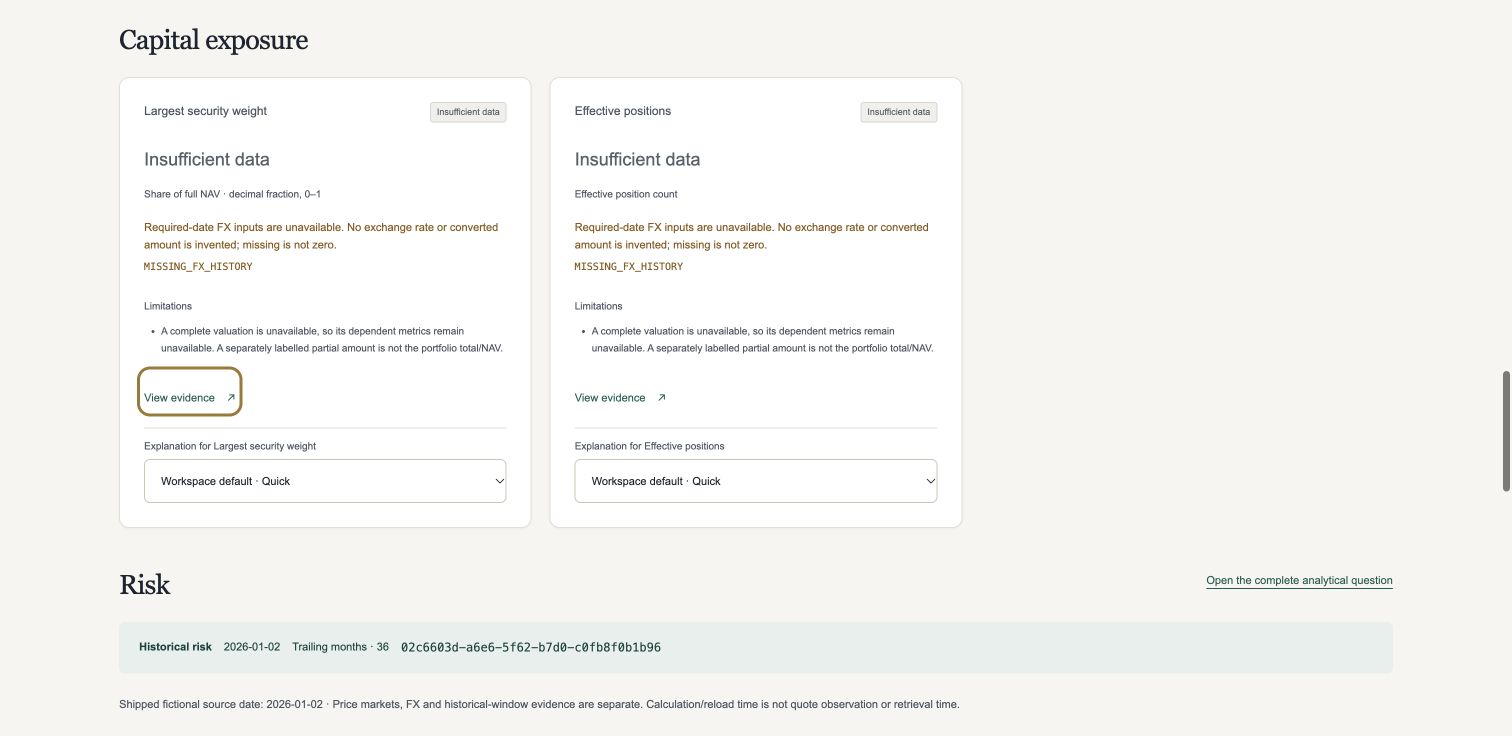 Capital exposure
Largest security weight
Insufficient data
Insufficient data
Share of full NAV · decimal fraction, 0–1
Required-date FX inputs are unavailable. No exchange rate or converted
amount is invented; missing is not zero.
MISSING_FX_HISTORY
Limitations
• A complete valuation is unavailable, so its dependent metrics remain
unavailable. A separately labelled partial amount is not the portfolio total/NAV.
View evidence ↗
Explanation for Largest security weight
Workspace default · Quick
Effective positions
Insufficient data
Insufficient data
Effective position count
Required-date FX inputs are unavailable. No exchange rate or converted
amount is invented; missing is not zero.
MISSING_FX_HISTORY
Limitations
• A complete valuation is unavailable, so its dependent metrics remain
unavailable. A separately labelled partial amount is not the portfolio total/NAV.
View evidence ↗
Explanation for Effective positions
Workspace default · Quick
Risk
Open the complete analytical question
Historical risk 2026-01-02 Trailing months · 36 02c6603d-a6e6-5f62-b7d0-c0fb8f0b1b96
Shipped fictional source date: 2026-01-02 · Price markets, FX and historical-window evidence are separate. Calculation/reload time is not quote observation or retrieval time.